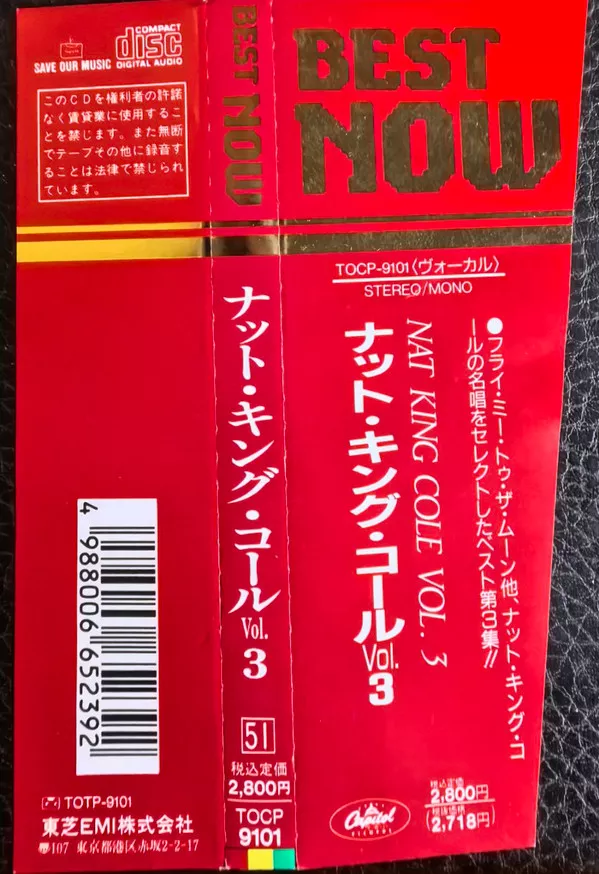 SAVE OUR MUSIC
COMPACT
disc
DIGITAL AUDIO
このCDを権利者の許諾
なく賃貸業に使用するこ
とを禁じます。また無断
でテープその他に録音す
ることは法律で禁じられ
ています。
4 988006 652392
TOTP-9101
東芝EMI株式会社
〒107 東京都港区赤坂2-2-17
BEST NOW
ナット・キング・コール Vol. 3
51
税込定価
2,800円
TOCP
9101
BEST
NOW
TOCP-9101〈ヴォーカル〉
STEREO/MONO
●フライ・ミー・トゥ・ザ・ムーン他、ナット・キング・コ
ールの名唱をセレクトしたベスト第3集!!
NAT KING COLE VOL. 3
ナット・キング・コール Vol. 3
Capitol
RECORDS
税込定価
2,800円
(税抜価格)
2,718円